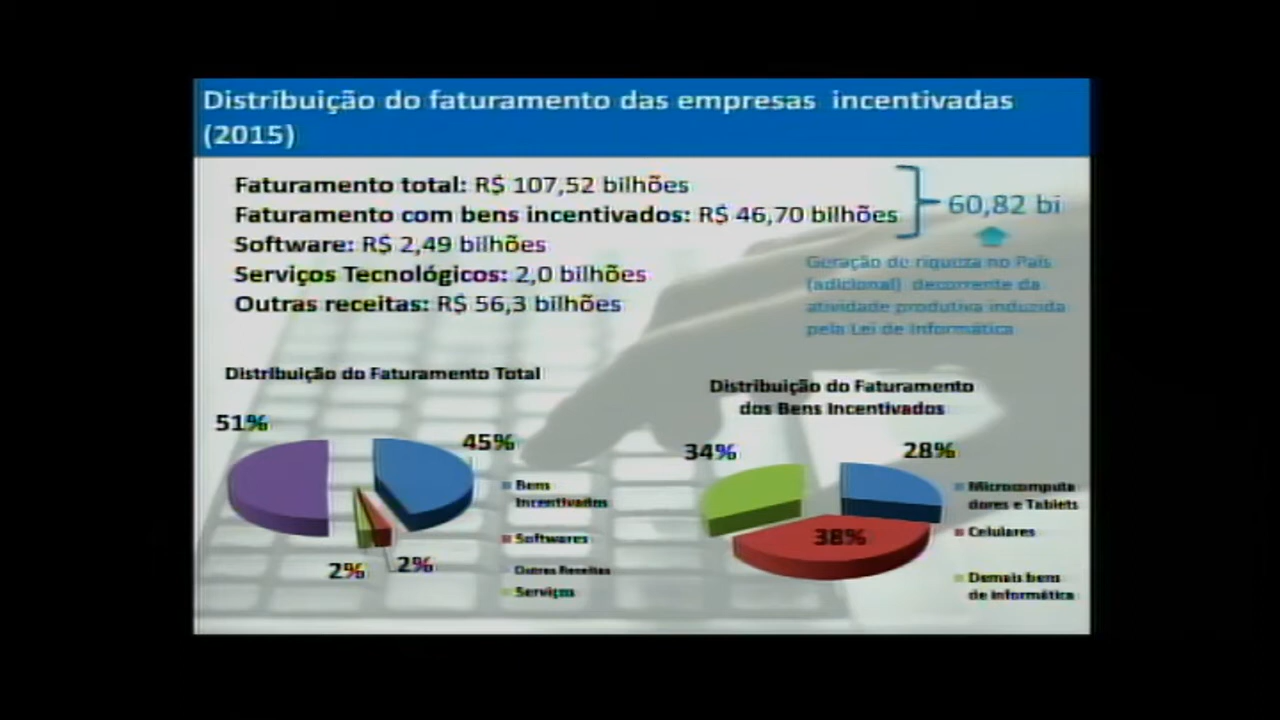 Distribuição do faturamento das empresas incentivadas
(2015)
Faturamento total: R$ 107,52 bilhões
Faturamento com bens incentivados: R$ 46,70 bilhões
Software: R$ 2,49 bilhões
Serviços Tecnológicos: 2,0 bilhões
Outras receitas: R$ 56,3 bilhões
60,82 bi
Geração de riqueza no País
(adicional) decorrente da
atividade produtiva induzida
pela Lei de Informática
Distribuição do Faturamento Total
51%
45%
2%
2%
Bens
Incentivados
Softwares
Outras Receitas
Serviços
Distribuição do Faturamento
dos Bens Incentivados
34%
28%
38%
Microcomputa
dores e Tablets
Celulares
Demais bens
de informática